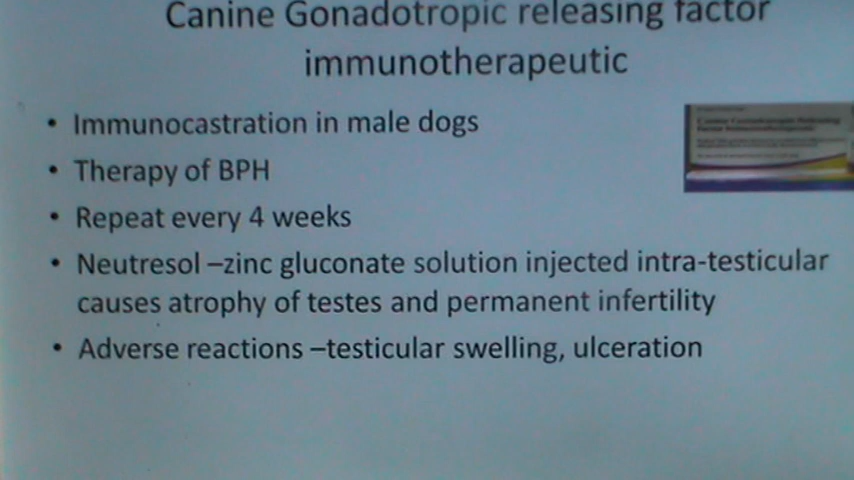 Canine Gonadotropic releasing factor
immunotherapeutic
• Immunocastration in male dogs
• Therapy of BPH
• Repeat every 4 weeks
• Neutresol –zinc gluconate solution injected intra-testicular
causes atrophy of testes and permanent infertility
• Adverse reactions –testicular swelling, ulceration